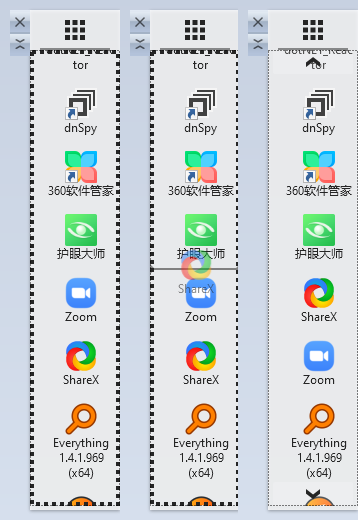 tor
dnSpy
360软件管家
护眼大师
Zoom
ShareX
Everything
1.4.1.969
(x64)
tor
dnSpy
360软件管家
护眼大师
ShareX
Zoom
ShareX
Everything
1.4.1.969
(x64)
tor
dnSpy
360软件管家
护眼大师
ShareX
Zoom
Everything
1.4.1.969
(x64)